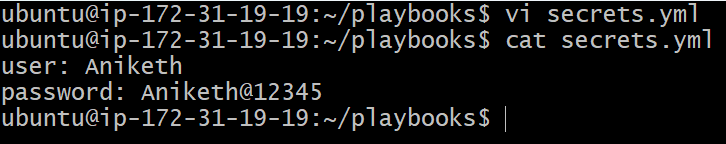 ubuntu@ip-172-31-19-19:~/playbooks$ vi secrets.yml
ubuntu@ip-172-31-19-19:~/playbooks$ cat secrets.yml
user: Aniketh
password: Aniketh@12345
ubuntu@ip-172-31-19-19:~/playbooks$